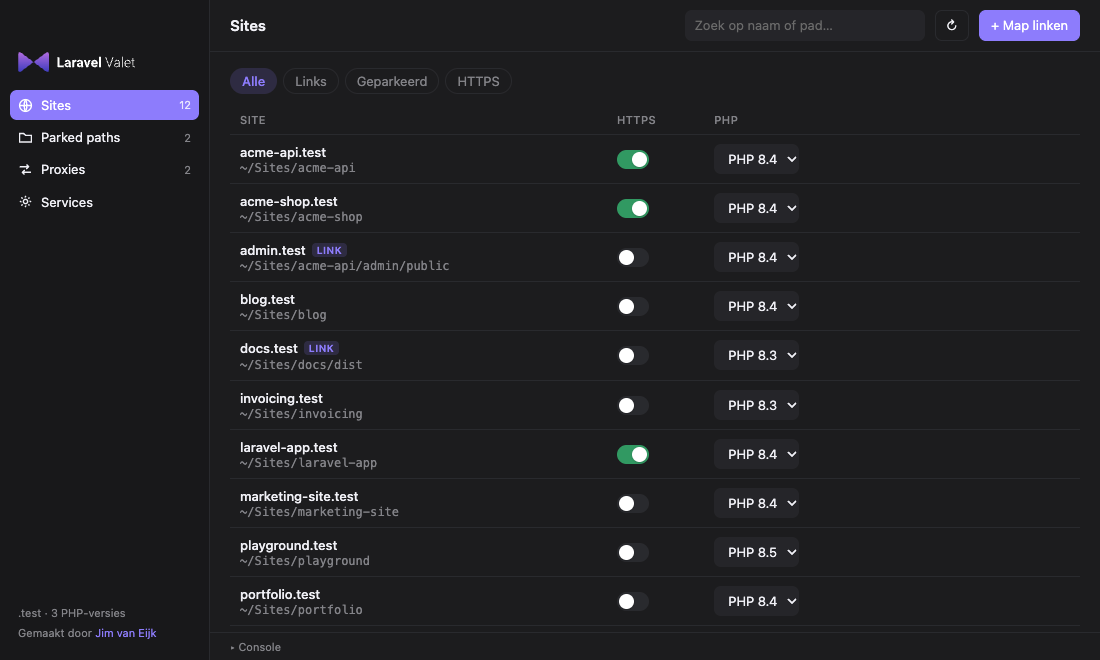 Laravel Valet
Sites 12
Parked paths 2
Proxies 2
Services
.test · 3 PHP-versies
Gemaakt door Jim van Eijk
Sites
Zoek op naam of pad…
+ Map linken
Alle Links Geparkeerd HTTPS
SITE HTTPS PHP
acme-api.test
~/Sites/acme-api
PHP 8.4
acme-shop.test
~/Sites/acme-shop
PHP 8.4
admin.test LINK
~/Sites/acme-api/admin/public
PHP 8.4
blog.test
~/Sites/blog
PHP 8.4
docs.test LINK
~/Sites/docs/dist
PHP 8.3
invoicing.test
~/Sites/invoicing
PHP 8.3
laravel-app.test
~/Sites/laravel-app
PHP 8.4
marketing-site.test
~/Sites/marketing-site
PHP 8.4
playground.test
~/Sites/playground
PHP 8.5
portfolio.test
~/Sites/portfolio
PHP 8.4
Console